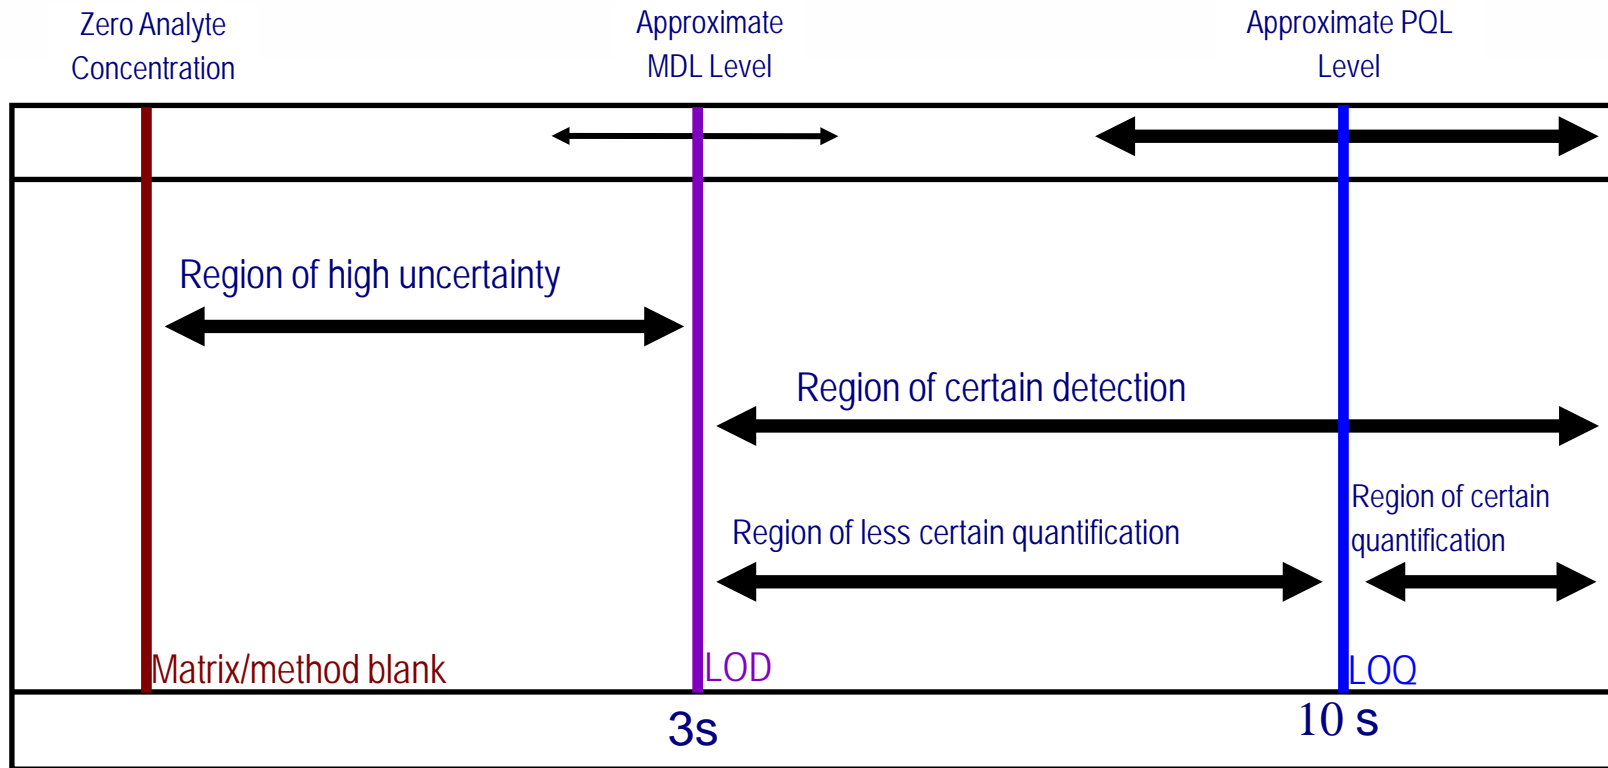 Zero Analyte
Concentration
Approximate
MDL Level
Approximate PQL
Level
Region of high uncertainty
Region of certain detection
Region of less certain quantification
Region of certain
quantification
Matrix/method blank
LOD
LOQ
3s
10 s